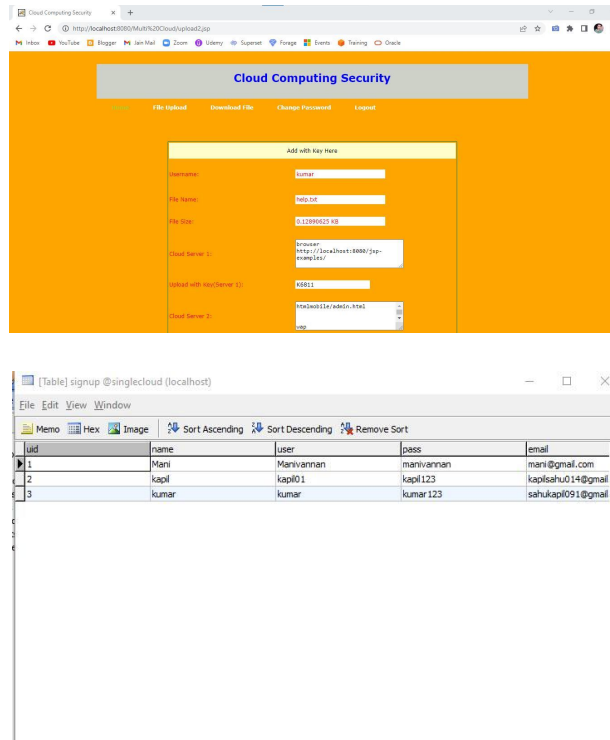 Cloud Computing Security
http://localhost:8080/Multi%20Cloud/upload2.jsp
Inbox YouTube Blogger Jain Mail Zoom Udemy Superset Forage Events Training Oracle
Cloud Computing Security
File Upload Download File Change Password Logout
Add with Key Here
Username: kumar
File Name: help.txt
File Size: 0.12890625 KB
browser
http://localhost:8080/jsp-
Cloud Server 1: examples/
Upload with Key(Server 1): K6811
htmlmobile/admin.html
Cloud Server 2:
[Table] signup @singlecloud (localhost)
File Edit View Window
Memo Hex Image Sort Ascending Sort Descending Remove Sort
uid name user pass email
1 Mani Manivannan manivannan mani@gmail.com
2 kapil kapil01 kapil123 kapilsahu014@gmail
3 kumar kumar kumar123 sahukapil091@gmail